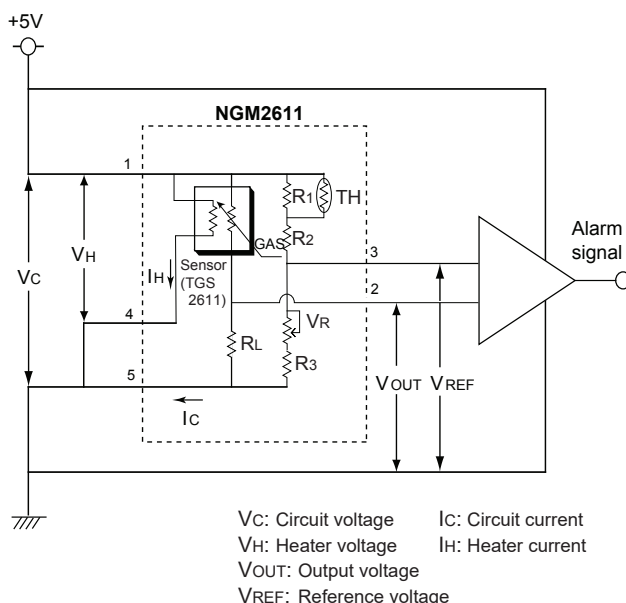 +5V
NGM2611
1
R1
TH
R2
GAS
Sensor
(TGS
2611)
VH
VC
IH
3
2
4
VR
RL
R3
5
IC
VOUT
VREF
Alarm
signal
VC: Circuit voltage IC: Circuit current
VH: Heater voltage IH: Heater current
VOUT: Output voltage
VREF: Reference voltage